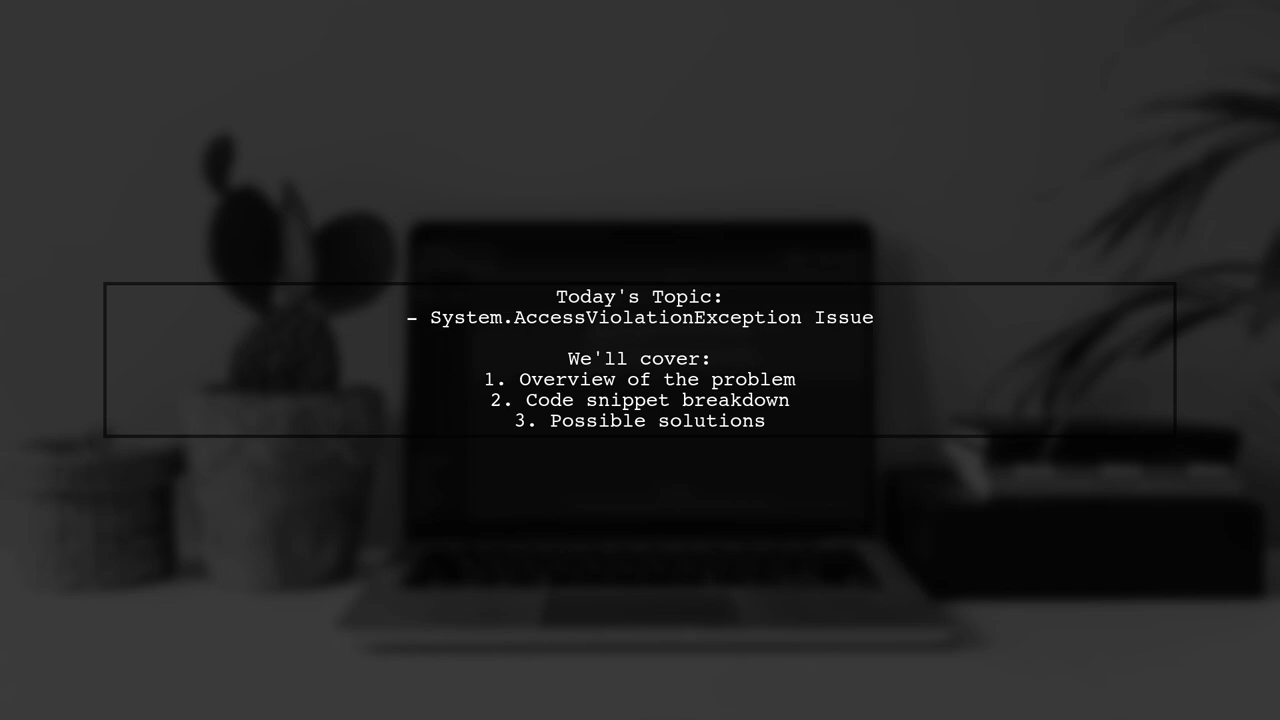 Today's Topic:
- System.AccessViolationException Issue
We'll cover:
1. Overview of the problem
2. Code snippet breakdown
3. Possible solutions